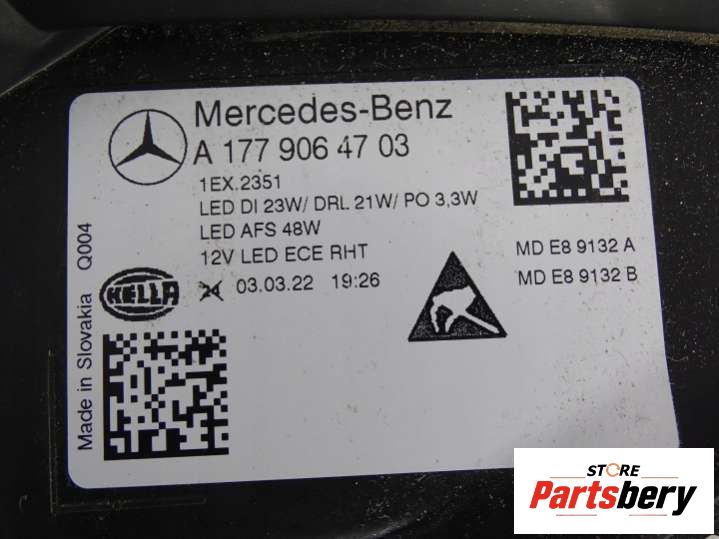 Mercedes-Benz
A 177 906 47 03
1EX.2351
LED DI 23W/ DRL 21W/ PO 3,3W
LED AFS 48W
12V LED ECE RHT
03.03.22 19:26
MD E8 9132 A
MD E8 9132 B
HELLA
Made in Slovakia Q004
STORE
Partsbery